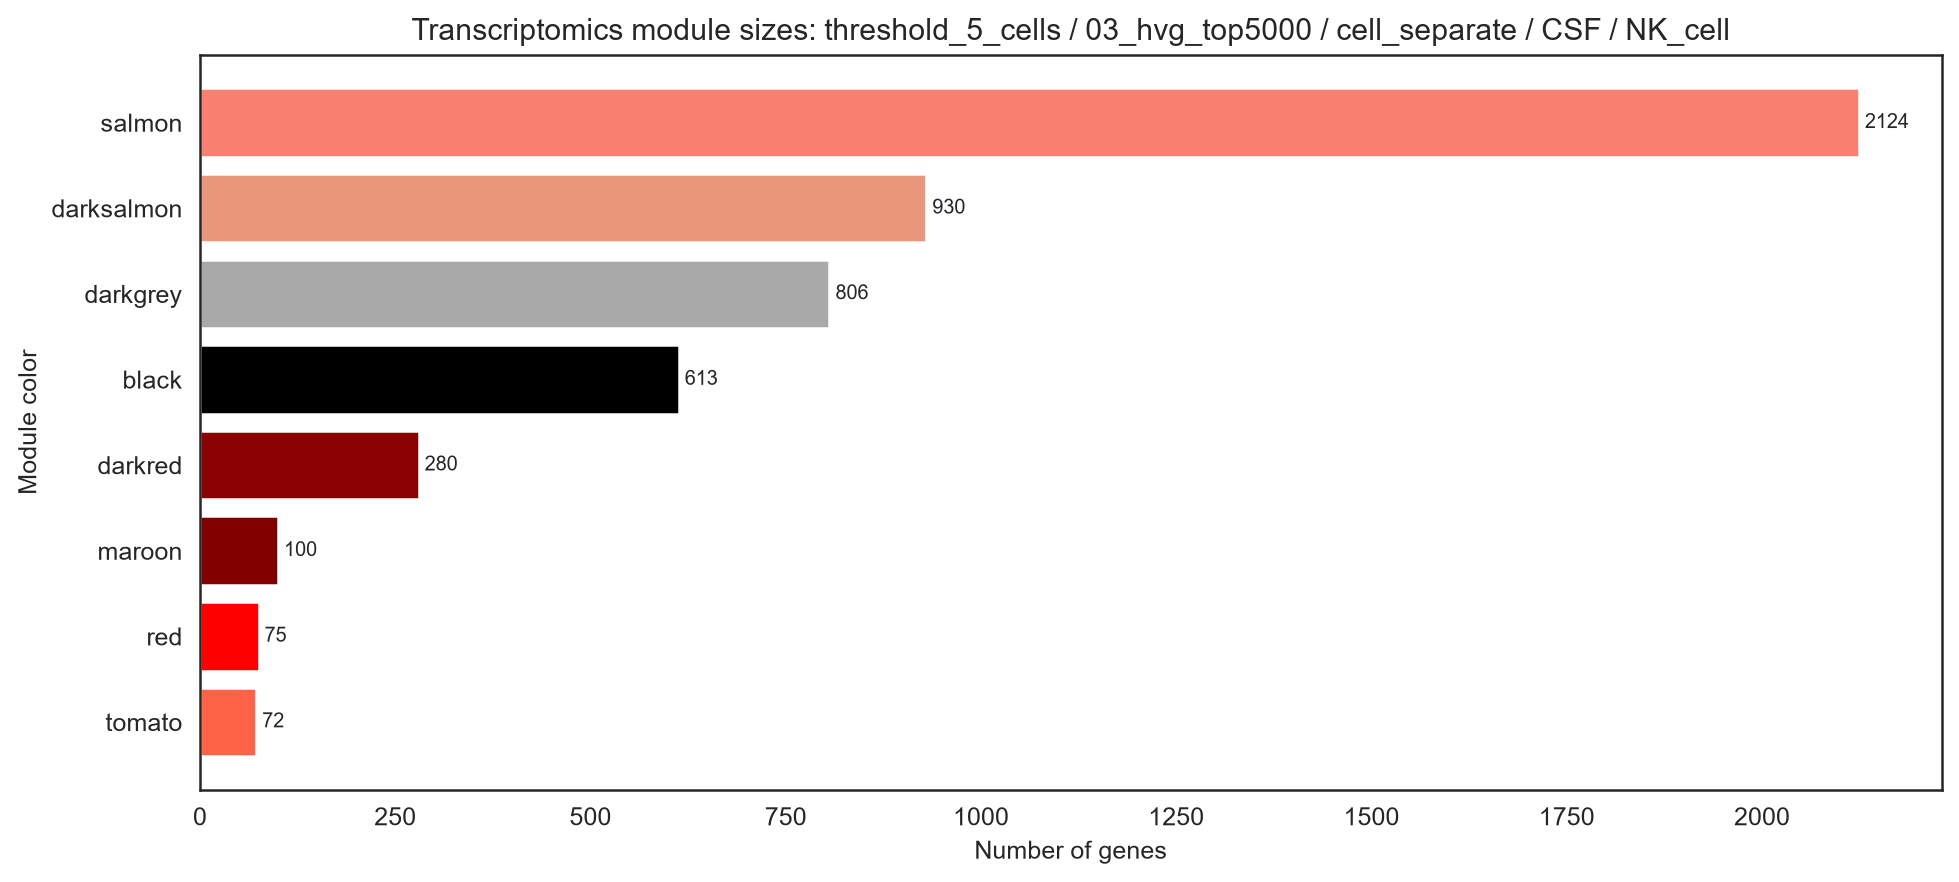 Transcriptomics module sizes: threshold_5_cells / 03_hvg_top5000 / cell_separate / CSF / NK_cell
Module color
salmon 2124
darksalmon 930
darkgrey 806
black 613
darkred 280
maroon 100
red 75
tomato 72
0 250 500 750 1000 1250 1500 1750 2000
Number of genes